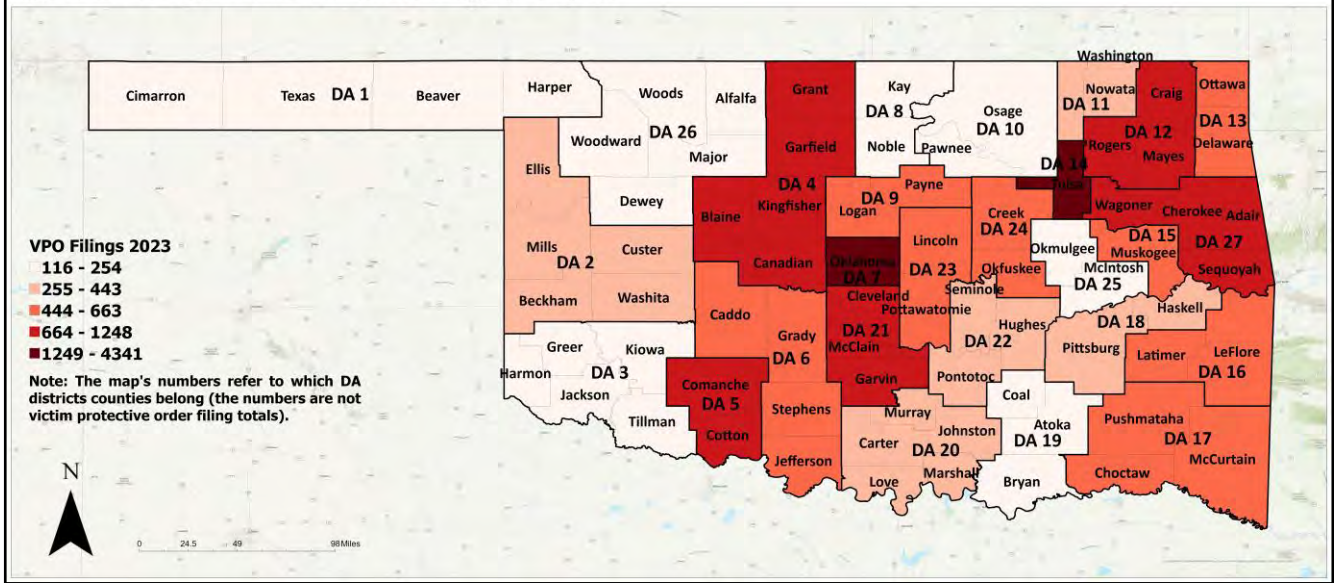 Washington
Cimarron
Texas
DA 1
Beaver
Harper
Woods
Alfalfa
Grant
Kay
Nowata
Craig
Ottawa
DA 11
DA 8
Osage
DA 10
DA 26
Woodward
Major
Garfield
Noble
Pawnee
DA 12
DA 13
Rogers
Mayes
Delaware
Ellis
DA 14
Tulsa
Dewey
DA 4
Kingfisher
Blaine
DA 9
Payne
Logan
Creek
DA 24
Wagoner
Cherokee
Adair
VPO Filings 2023
116 - 254
255 - 443
444 - 663
664 - 1248
1249 - 4341
Mills
DA 2
Custer
Canadian
Oklahoma
DA 7
Lincoln
DA 23
Okmulgee
DA 15
Muskogee
DA 27
Sequoyah
Okfuskee
McIntosh
DA 25
Beckham
Washita
Caddo
Cleveland
Pottawatomie
Seminole
Haskell
Grady
DA 6
DA 21
McClain
Hughes
DA 22
DA 18
Pittsburg
Latimer
LeFlore
DA 16
Note: The map's numbers refer to which DA
districts counties belong (the numbers are not
victim protective order filing totals).
Greer
Kiowa
Harmon
DA 3
Jackson
Tillman
Comanche
DA 5
Cotton
Garvin
Pontotoc
Stephens
Jefferson
Murray
Coal
Carter
Johnston
DA 20
Atoka
DA 19
Pushmataha
DA 17
McCurtain
Love
Marshall
Bryan
Choctaw
N
0 24.5 49 98 Miles